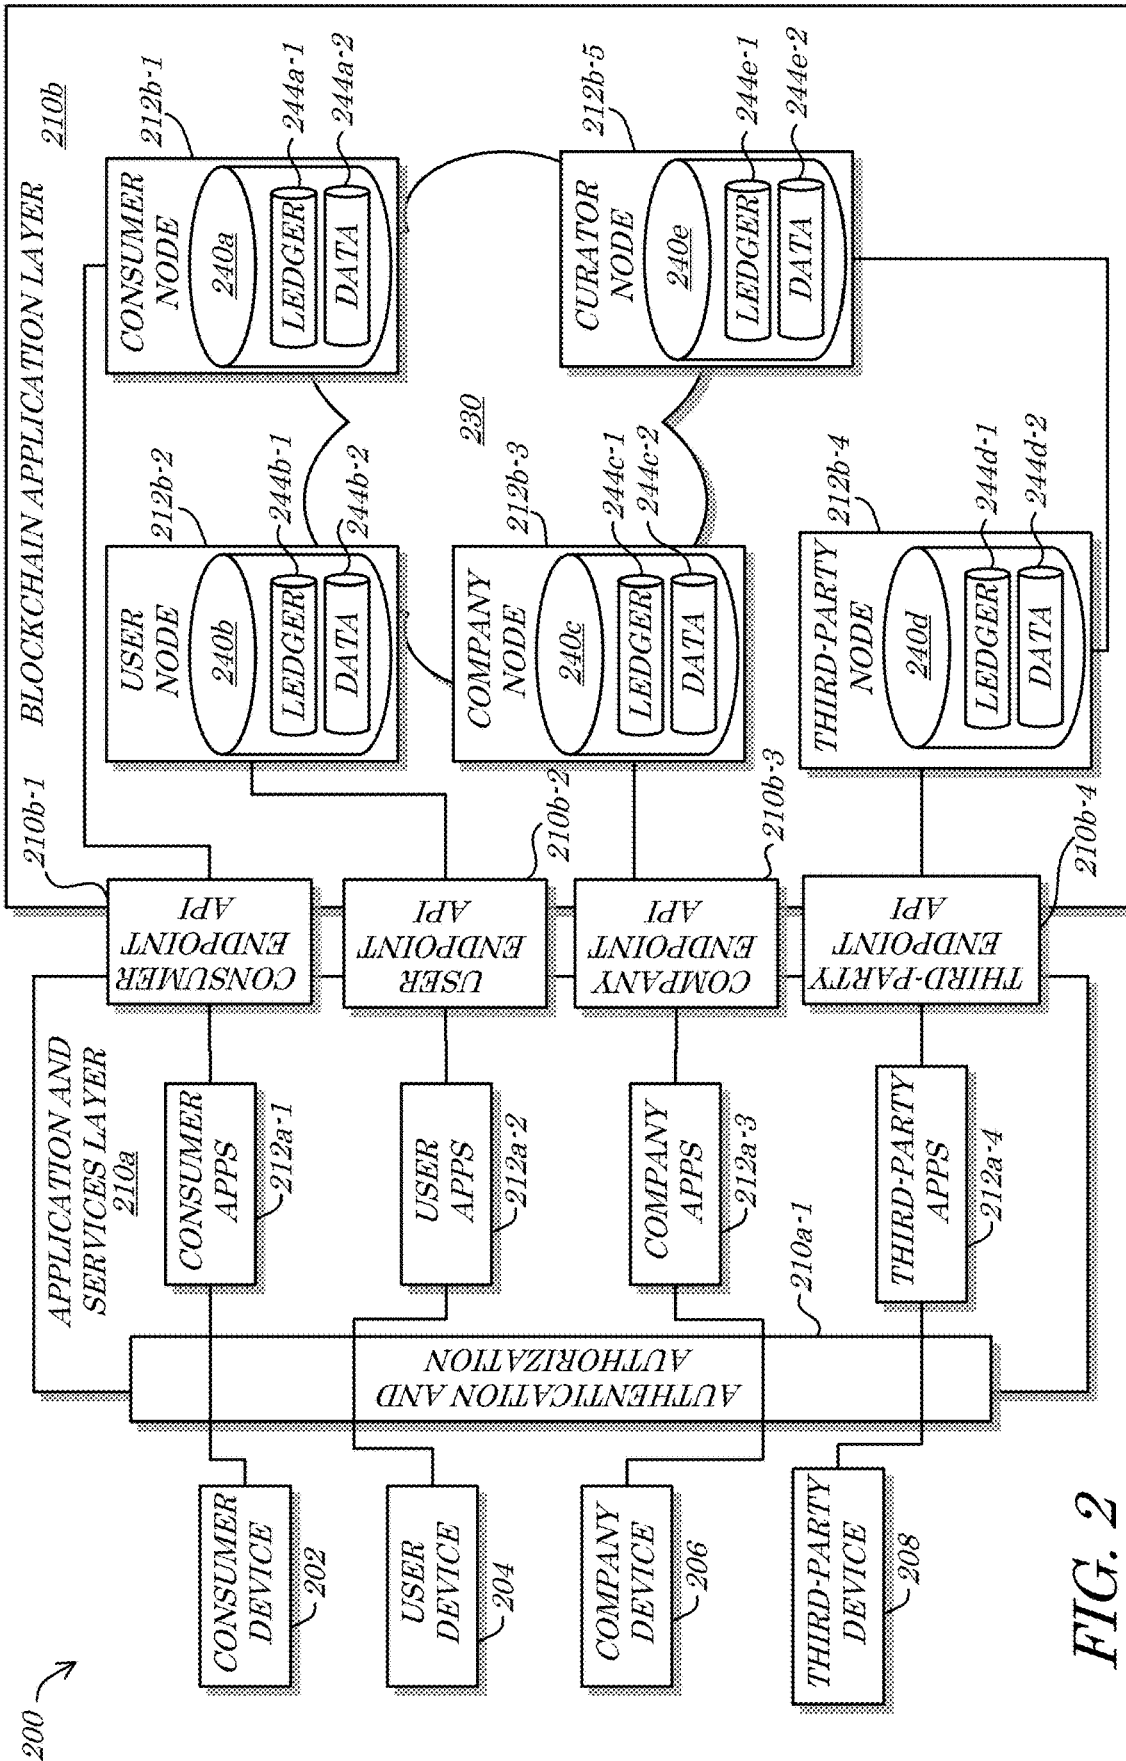 200
CONSUMER
DEVICE
202
USER
DEVICE
204
COMPANY
DEVICE
206
THIRD-PARTY
DEVICE
208
AUTHENTICATION AND
AUTHORIZATION
210a-1
APPLICATION AND
SERVICES LAYER
210a
CONSUMER
APPS
212a-1
USER
APPS
212a-2
COMPANY
APPS
212a-3
THIRD-PARTY
APPS
212a-4
CONSUMER
ENDPOINT
API
210b-1
USER
ENDPOINT
API
210b-2
COMPANY
ENDPOINT
API
210b-3
THIRD-PARTY
ENDPOINT
API
210b-4
BLOCKCHAIN APPLICATION LAYER
210b
USER
NODE
212b-2
240b
LEDGER
244b-1
DATA
244b-2
CONSUMER
NODE
212b-1
240a
LEDGER
244a-1
DATA
244a-2
230
COMPANY
NODE
212b-3
240c
LEDGER
244c-1
DATA
244c-2
CURATOR
NODE
212b-5
240e
LEDGER
244e-1
DATA
244e-2
THIRD-PARTY
NODE
212b-4
240d
LEDGER
244d-1
DATA
244d-2
FIG. 2